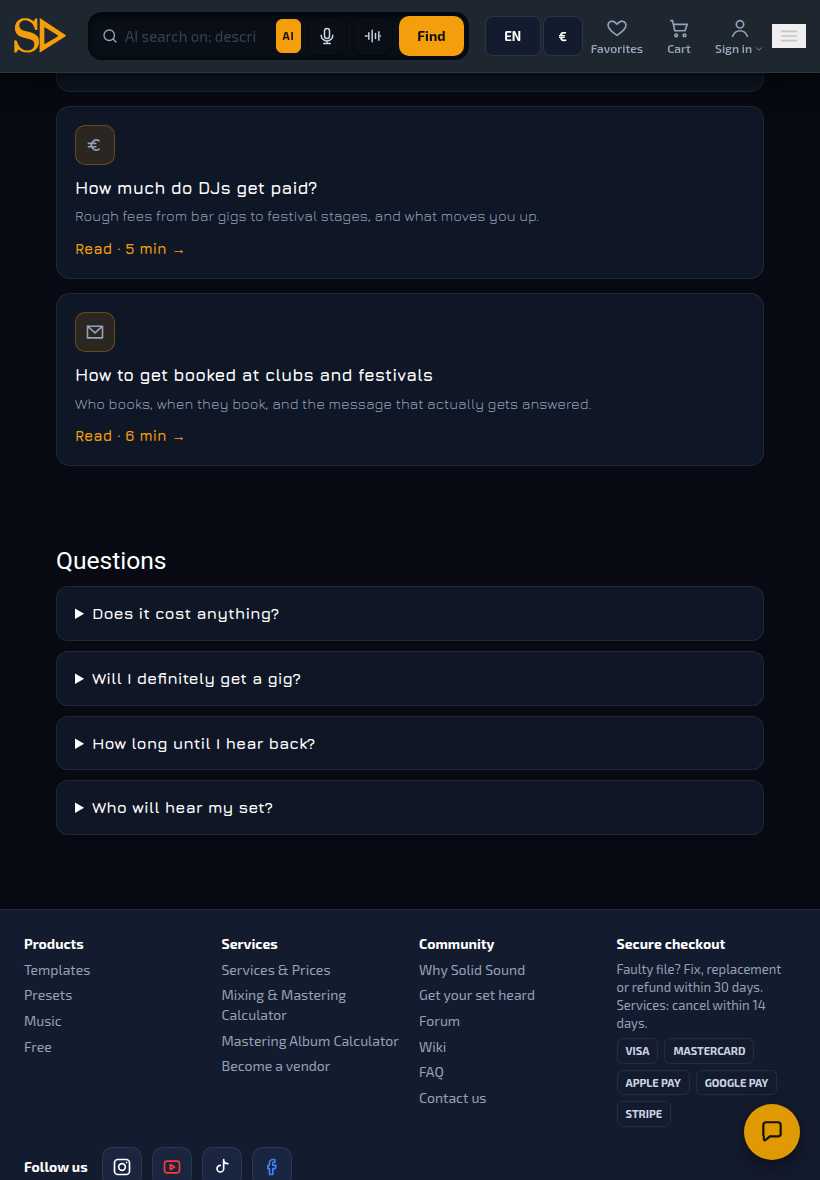 SD
AI search on: descri
AI
Find
EN
€
Favorites
Cart
Sign in
€
How much do DJs get paid?
Rough fees from bar gigs to festival stages, and what moves you up.
Read · 5 min →
How to get booked at clubs and festivals
Who books, when they book, and the message that actually gets answered.
Read · 6 min →
Questions
Does it cost anything?
Will I definitely get a gig?
How long until I hear back?
Who will hear my set?
Products
Templates
Presets
Music
Free
Services
Services & Prices
Mixing & Mastering
Calculator
Mastering Album Calculator
Become a vendor
Community
Why Solid Sound
Get your set heard
Forum
Wiki
FAQ
Contact us
Secure checkout
Faulty file? Fix, replacement
or refund within 30 days.
Services: cancel within 14
days.
VISA
MASTERCARD
APPLE PAY
GOOGLE PAY
STRIPE
Follow us